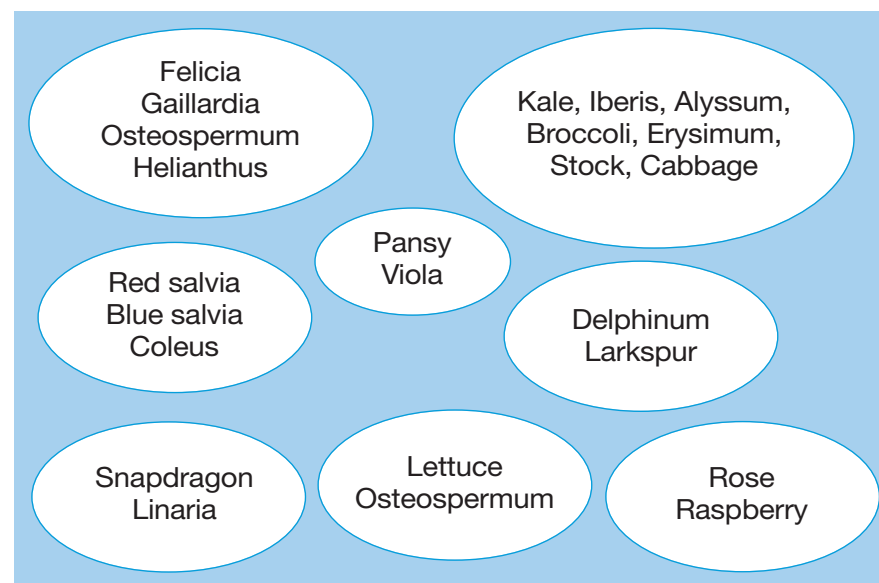 Felicia
Gaillardia
Osteospermum
Helianthus
Kale, Iberis, Alyssum,
Broccoli, Erysimum,
Stock, Cabbage
Pansy
Viola
Red salvia
Blue salvia
Coleus
Delphinum
Larkspur
Snapdragon
Linaria
Lettuce
Osteospermum
Rose
Raspberry